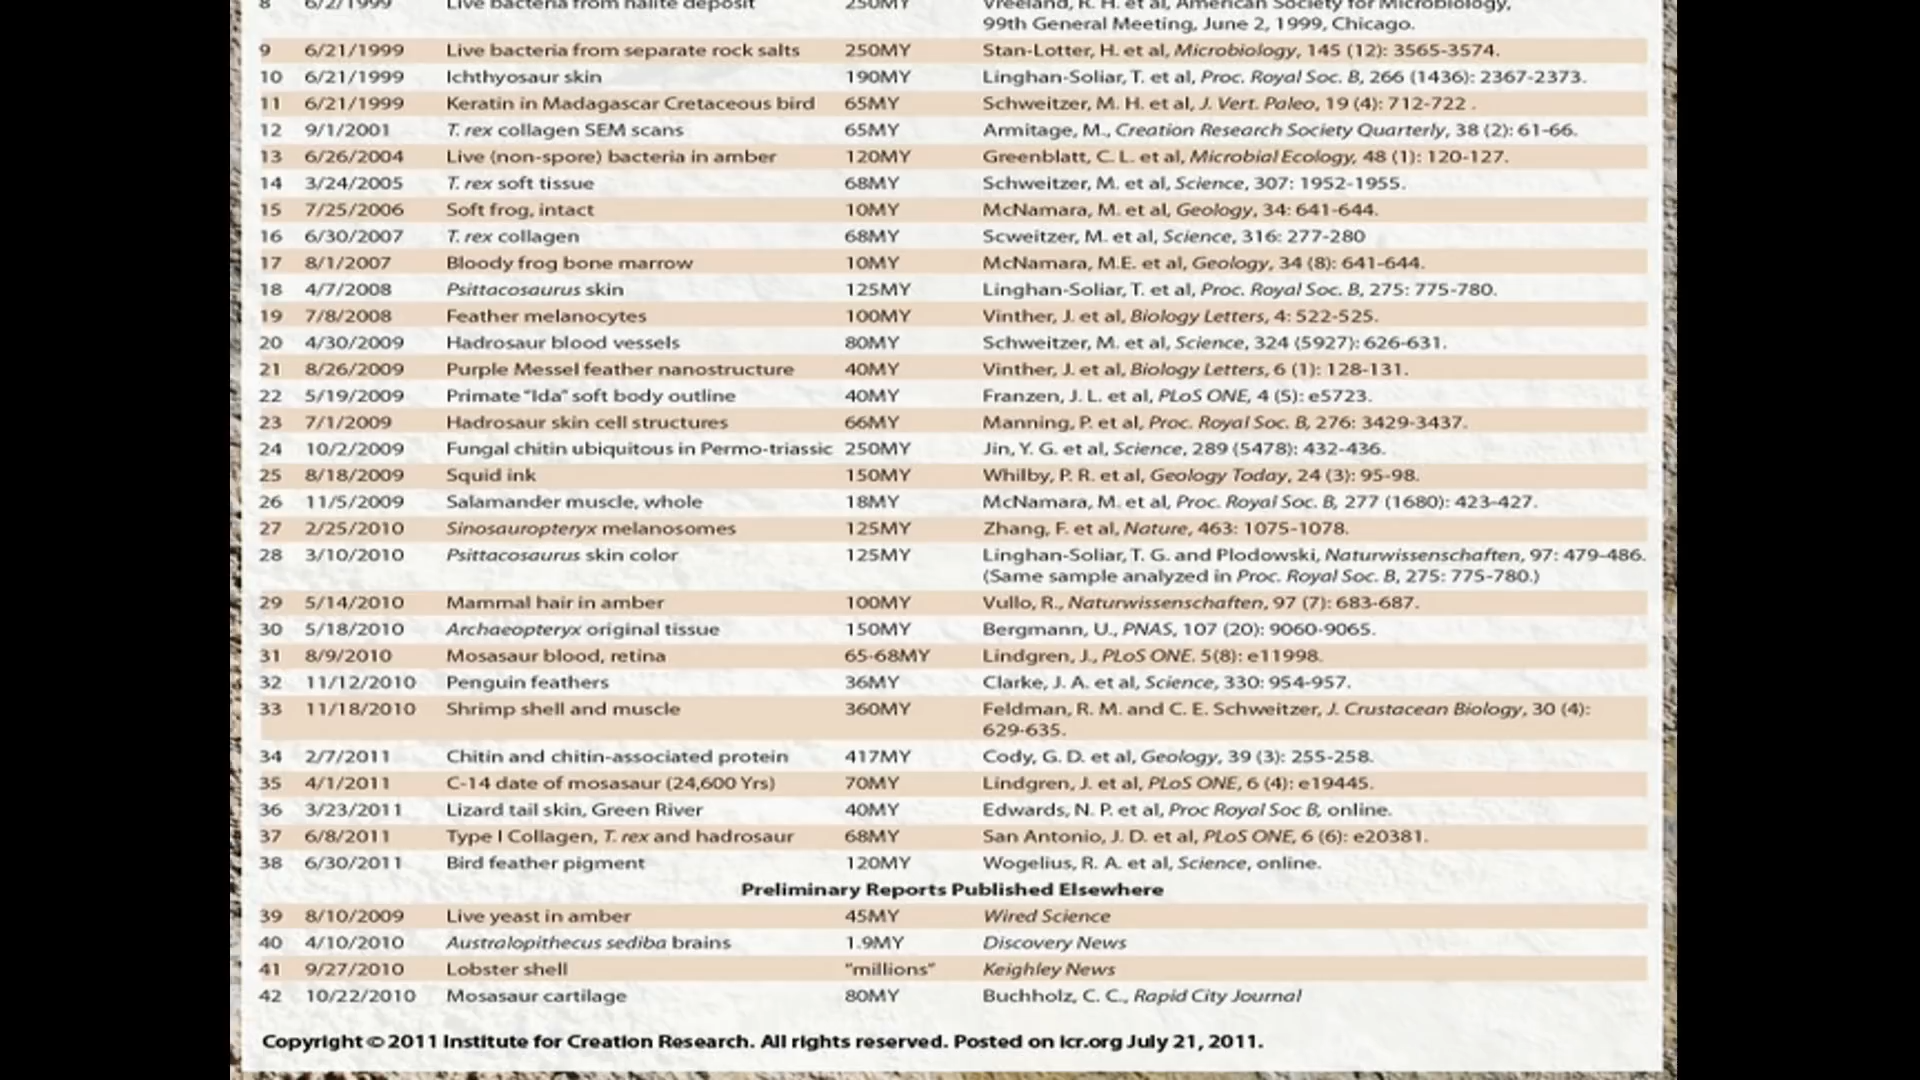 8 6/2/1999 Live bacteria from halite deposit 250MY Vreeland, R. H. et al, American Society for Microbiology,
99th General Meeting, June 2, 1999, Chicago.
9 6/21/1999 Live bacteria from separate rock salts 250MY Stan-Lotter, H. et al, Microbiology, 145 (12): 3565-3574.
10 6/21/1999 Ichthyosaur skin 190MY Linghan-Soliar, T. et al, Proc. Royal Soc. B, 266 (1436): 2367-2373.
11 6/21/1999 Keratin in Madagascar Cretaceous bird 65MY Schweitzer, M. H. et al, J. Vert. Paleo, 19 (4): 712-722 .
12 9/1/2001 T. rex collagen SEM scans 65MY Armitage, M., Creation Research Society Quarterly, 38 (2): 61-66.
13 6/26/2004 Live (non-spore) bacteria in amber 120MY Greenblatt, C. L. et al, Microbial Ecology, 48 (1): 120-127.
14 3/24/2005 T. rex soft tissue 68MY Schweitzer, M. et al, Science, 307: 1952-1955.
15 7/25/2006 Soft frog, intact 10MY McNamara, M. et al, Geology, 34: 641-644.
16 6/30/2007 T. rex collagen 68MY Scweitzer, M. et al, Science, 316: 277-280
17 8/1/2007 Bloody frog bone marrow 10MY McNamara, M.E. et al, Geology, 34 (8): 641-644.
18 4/7/2008 Psittacosaurus skin 125MY Linghan-Soliar, T. et al, Proc. Royal Soc. B, 275: 775-780.
19 7/8/2008 Feather melanocytes 100MY Vinther, J. et al, Biology Letters, 4: 522-525.
20 4/30/2009 Hadrosaur blood vessels 80MY Schweitzer, M. et al, Science, 324 (5927): 626-631.
21 8/26/2009 Purple Messel feather nanostructure 40MY Vinther, J. et al, Biology Letters, 6 (1): 128-131.
22 5/19/2009 Primate "Ida" soft body outline 40MY Franzen, J. L. et al, PLoS ONE, 4 (5): e5723.
23 7/1/2009 Hadrosaur skin cell structures 66MY Manning, P. et al, Proc. Royal Soc. B, 276: 3429-3437.
24 10/2/2009 Fungal chitin ubiquitous in Permo-triassic 250MY Jin, Y. G. et al, Science, 289 (5478): 432-436.
25 8/18/2009 Squid ink 150MY Whilby, P. R. et al, Geology Today, 24 (3): 95-98.
26 11/5/2009 Salamander muscle, whole 18MY McNamara, M. et al, Proc. Royal Soc. B, 277 (1680): 423-427.
27 2/25/2010 Sinosauropteryx melanosomes 125MY Zhang, F. et al, Nature, 463: 1075-1078.
28 3/10/2010 Psittacosaurus skin color 125MY Linghan-Soliar, T. G. and Plodowski, Naturwissenschaften, 97: 479-486.
(Same sample analyzed in Proc. Royal Soc. B, 275: 775-780.)
29 5/14/2010 Mammal hair in amber 100MY Vullo, R., Naturwissenschaften, 97 (7): 683-687.
30 5/18/2010 Archaeopteryx original tissue 150MY Bergmann, U., PNAS, 107 (20): 9060-9065.
31 8/9/2010 Mosasaur blood, retina 65-68MY Lindgren, J., PLoS ONE. 5(8): e11998.
32 11/12/2010 Penguin feathers 36MY Clarke, J. A. et al, Science, 330: 954-957.
33 11/18/2010 Shrimp shell and muscle 360MY Feldman, R. M. and C. E. Schweitzer, J. Crustacean Biology, 30 (4):
629-635.
34 2/7/2011 Chitin and chitin-associated protein 417MY Cody, G. D. et al, Geology, 39 (3): 255-258.
35 4/1/2011 C-14 date of mosasaur (24,600 Yrs) 70MY Lindgren, J. et al, PLoS ONE, 6 (4): e19445.
36 3/23/2011 Lizard tail skin, Green River 40MY Edwards, N. P. et al, Proc Royal Soc B, online.
37 6/8/2011 Type I Collagen, T. rex and hadrosaur 68MY San Antonio, J. D. et al, PLoS ONE, 6 (6): e20381.
38 6/30/2011 Bird feather pigment 120MY Wogelius, R. A. et al, Science, online.
Preliminary Reports Published Elsewhere
39 8/10/2009 Live yeast in amber 45MY Wired Science
40 4/10/2010 Australopithecus sediba brains 1.9MY Discovery News
41 9/27/2010 Lobster shell "millions" Keighley News
42 10/22/2010 Mosasaur cartilage 80MY Buchholz, C. C., Rapid City Journal
Copyright © 2011 Institute for Creation Research. All rights reserved. Posted on icr.org July 21, 2011.